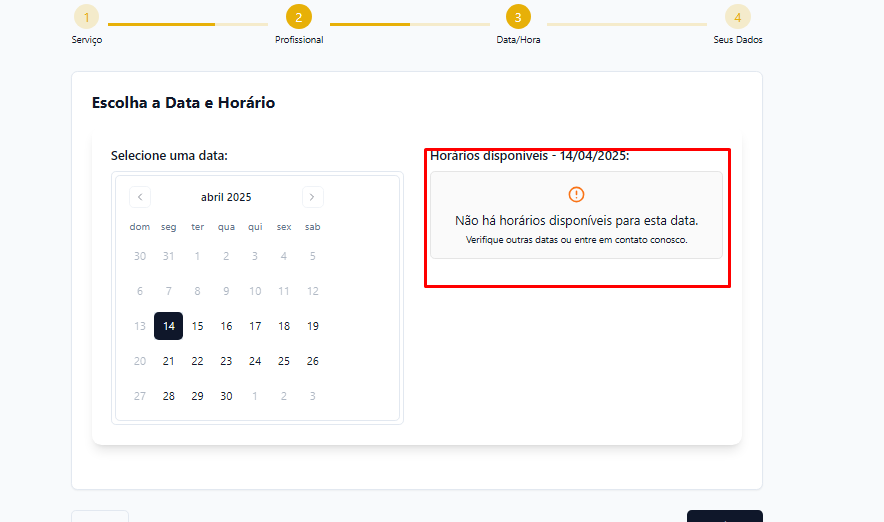 1
2
3
4
Serviço
Profissional
Data/Hora
Seus Dados
Escolha a Data e Horário
Selecione uma data:
abril 2025
dom seg ter qua qui sex sab
30 31 1 2 3 4 5
6 7 8 9 10 11 12
13 14 15 16 17 18 19
20 21 22 23 24 25 26
27 28 29 30 1 2 3
Horários disponíveis - 14/04/2025:
Não há horários disponíveis para esta data.
Verifique outras datas ou entre em contato conosco.